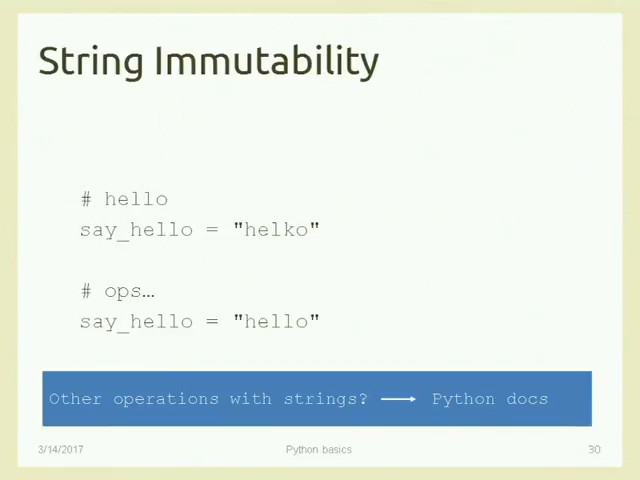 String Immutability
# hello
say_hello = "helko"
# ops…
say_hello = "hello"
Other operations with strings? → Python docs
3/14/2017 Python basics 30